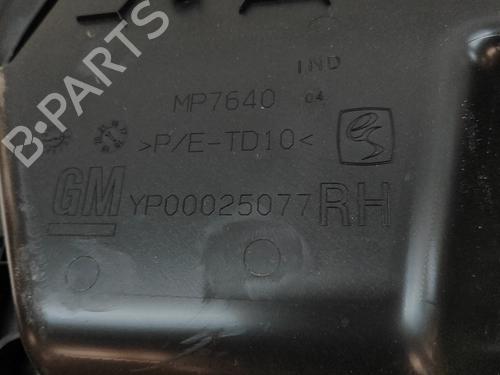 IND
MP7640 04
>P/E-TD10<
GM YP00025077 RH
B-PARTS